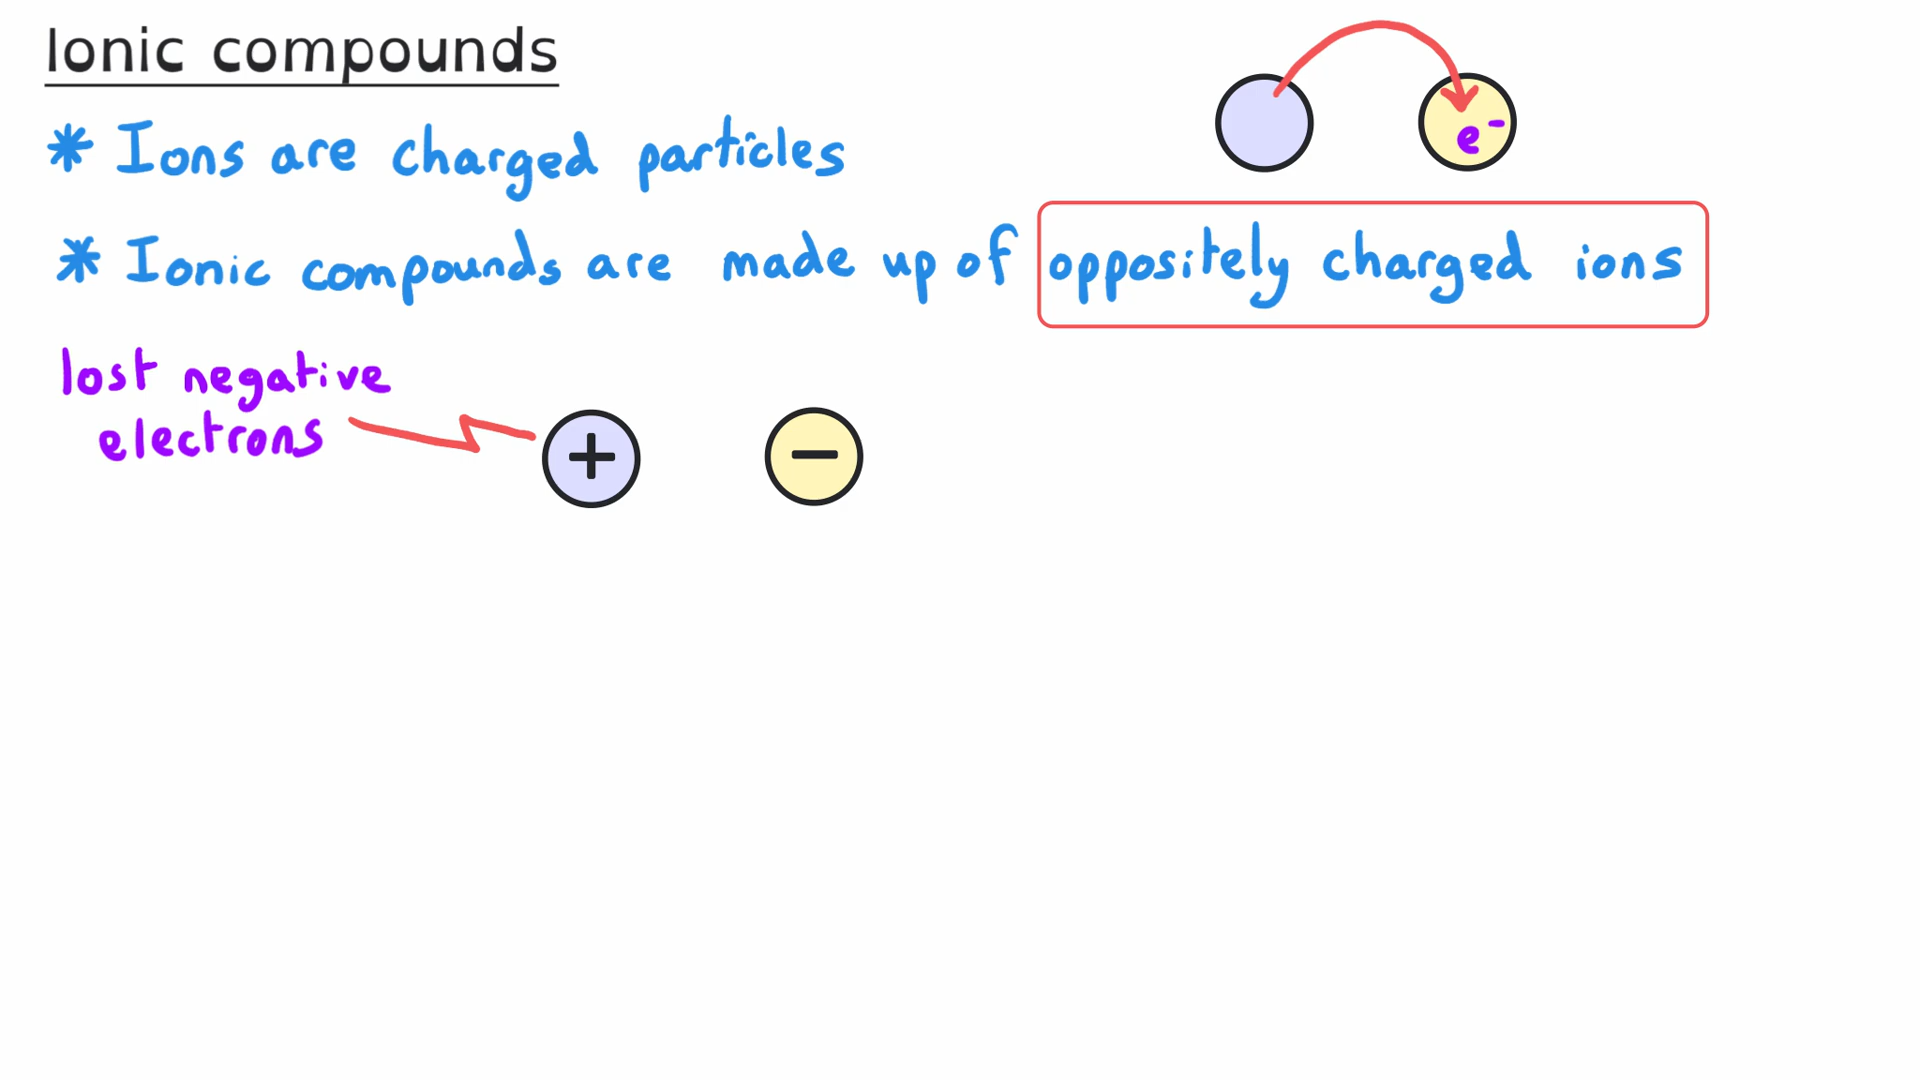 Ionic compounds
e⁻
* Ions are charged particles
* Ionic compounds are made up of oppositely charged ions
lost negative
electrons
+
−